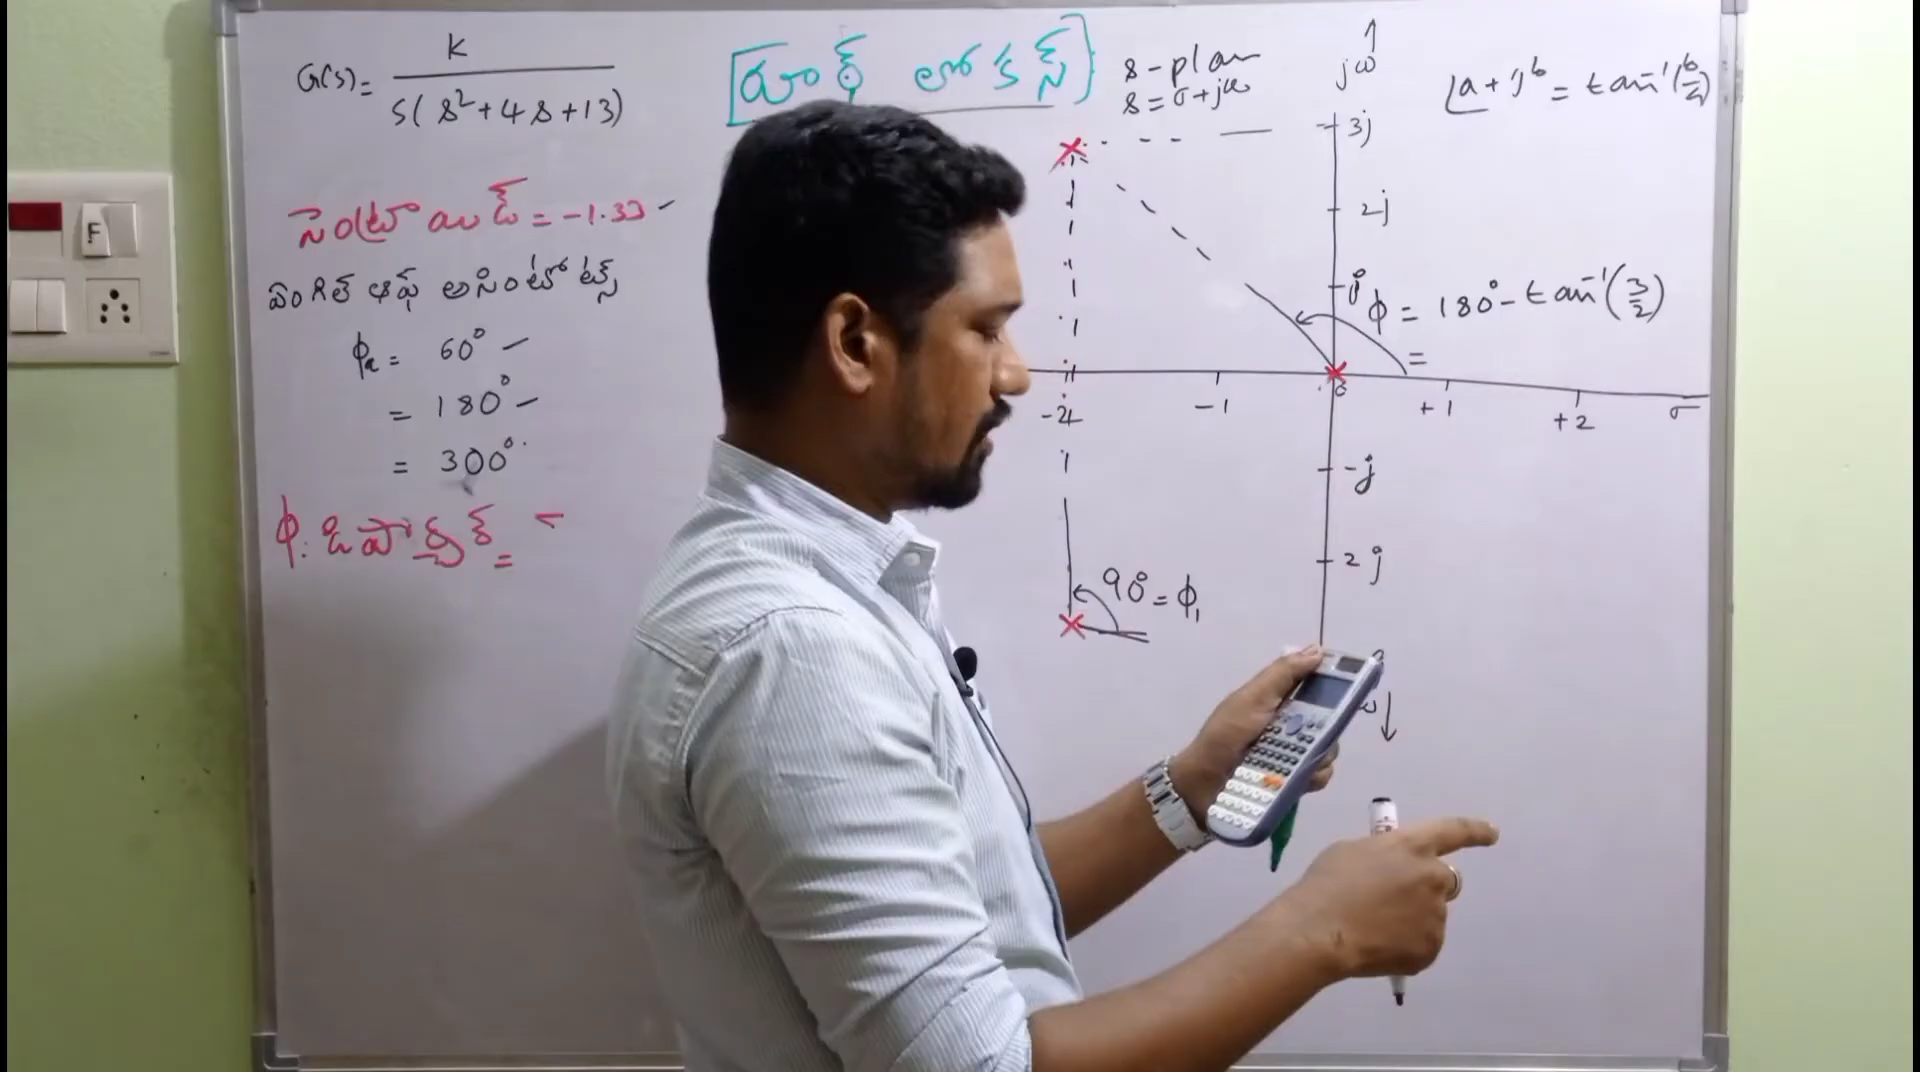 G(s) = K / s(s²+4s+13)
[రూట్ లోకస్]
s-plan
s = σ+jω
jω
∠a+jb = tan⁻¹(b/a)
3j
2j
సెంట్రాయిడ్ = -1.33
ఏంగిల్ ఆఫ్ అసింటోట్స్
ϕₐ = 60°
= 180°
= 300°
j
ϕ = 180° - tan⁻¹(3/2)
=
-2 -1 0 +1 +2 σ
-j
2j
ϕ. డిపార్చర్ =
90° = ϕ₁
F